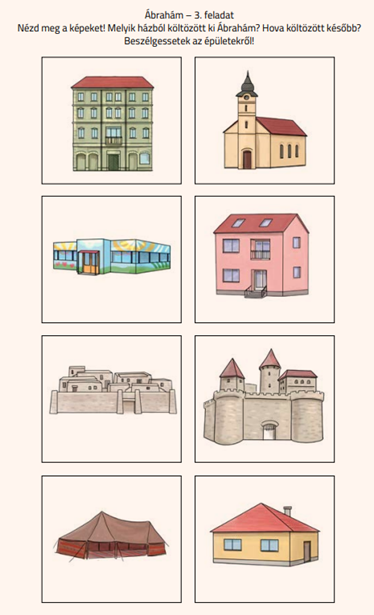 Ábrahám – 3. feladat
Nézd meg a képeket! Melyik házból költözött ki Ábrahám? Hova költözött később?
Beszélgessetek az épületekről!